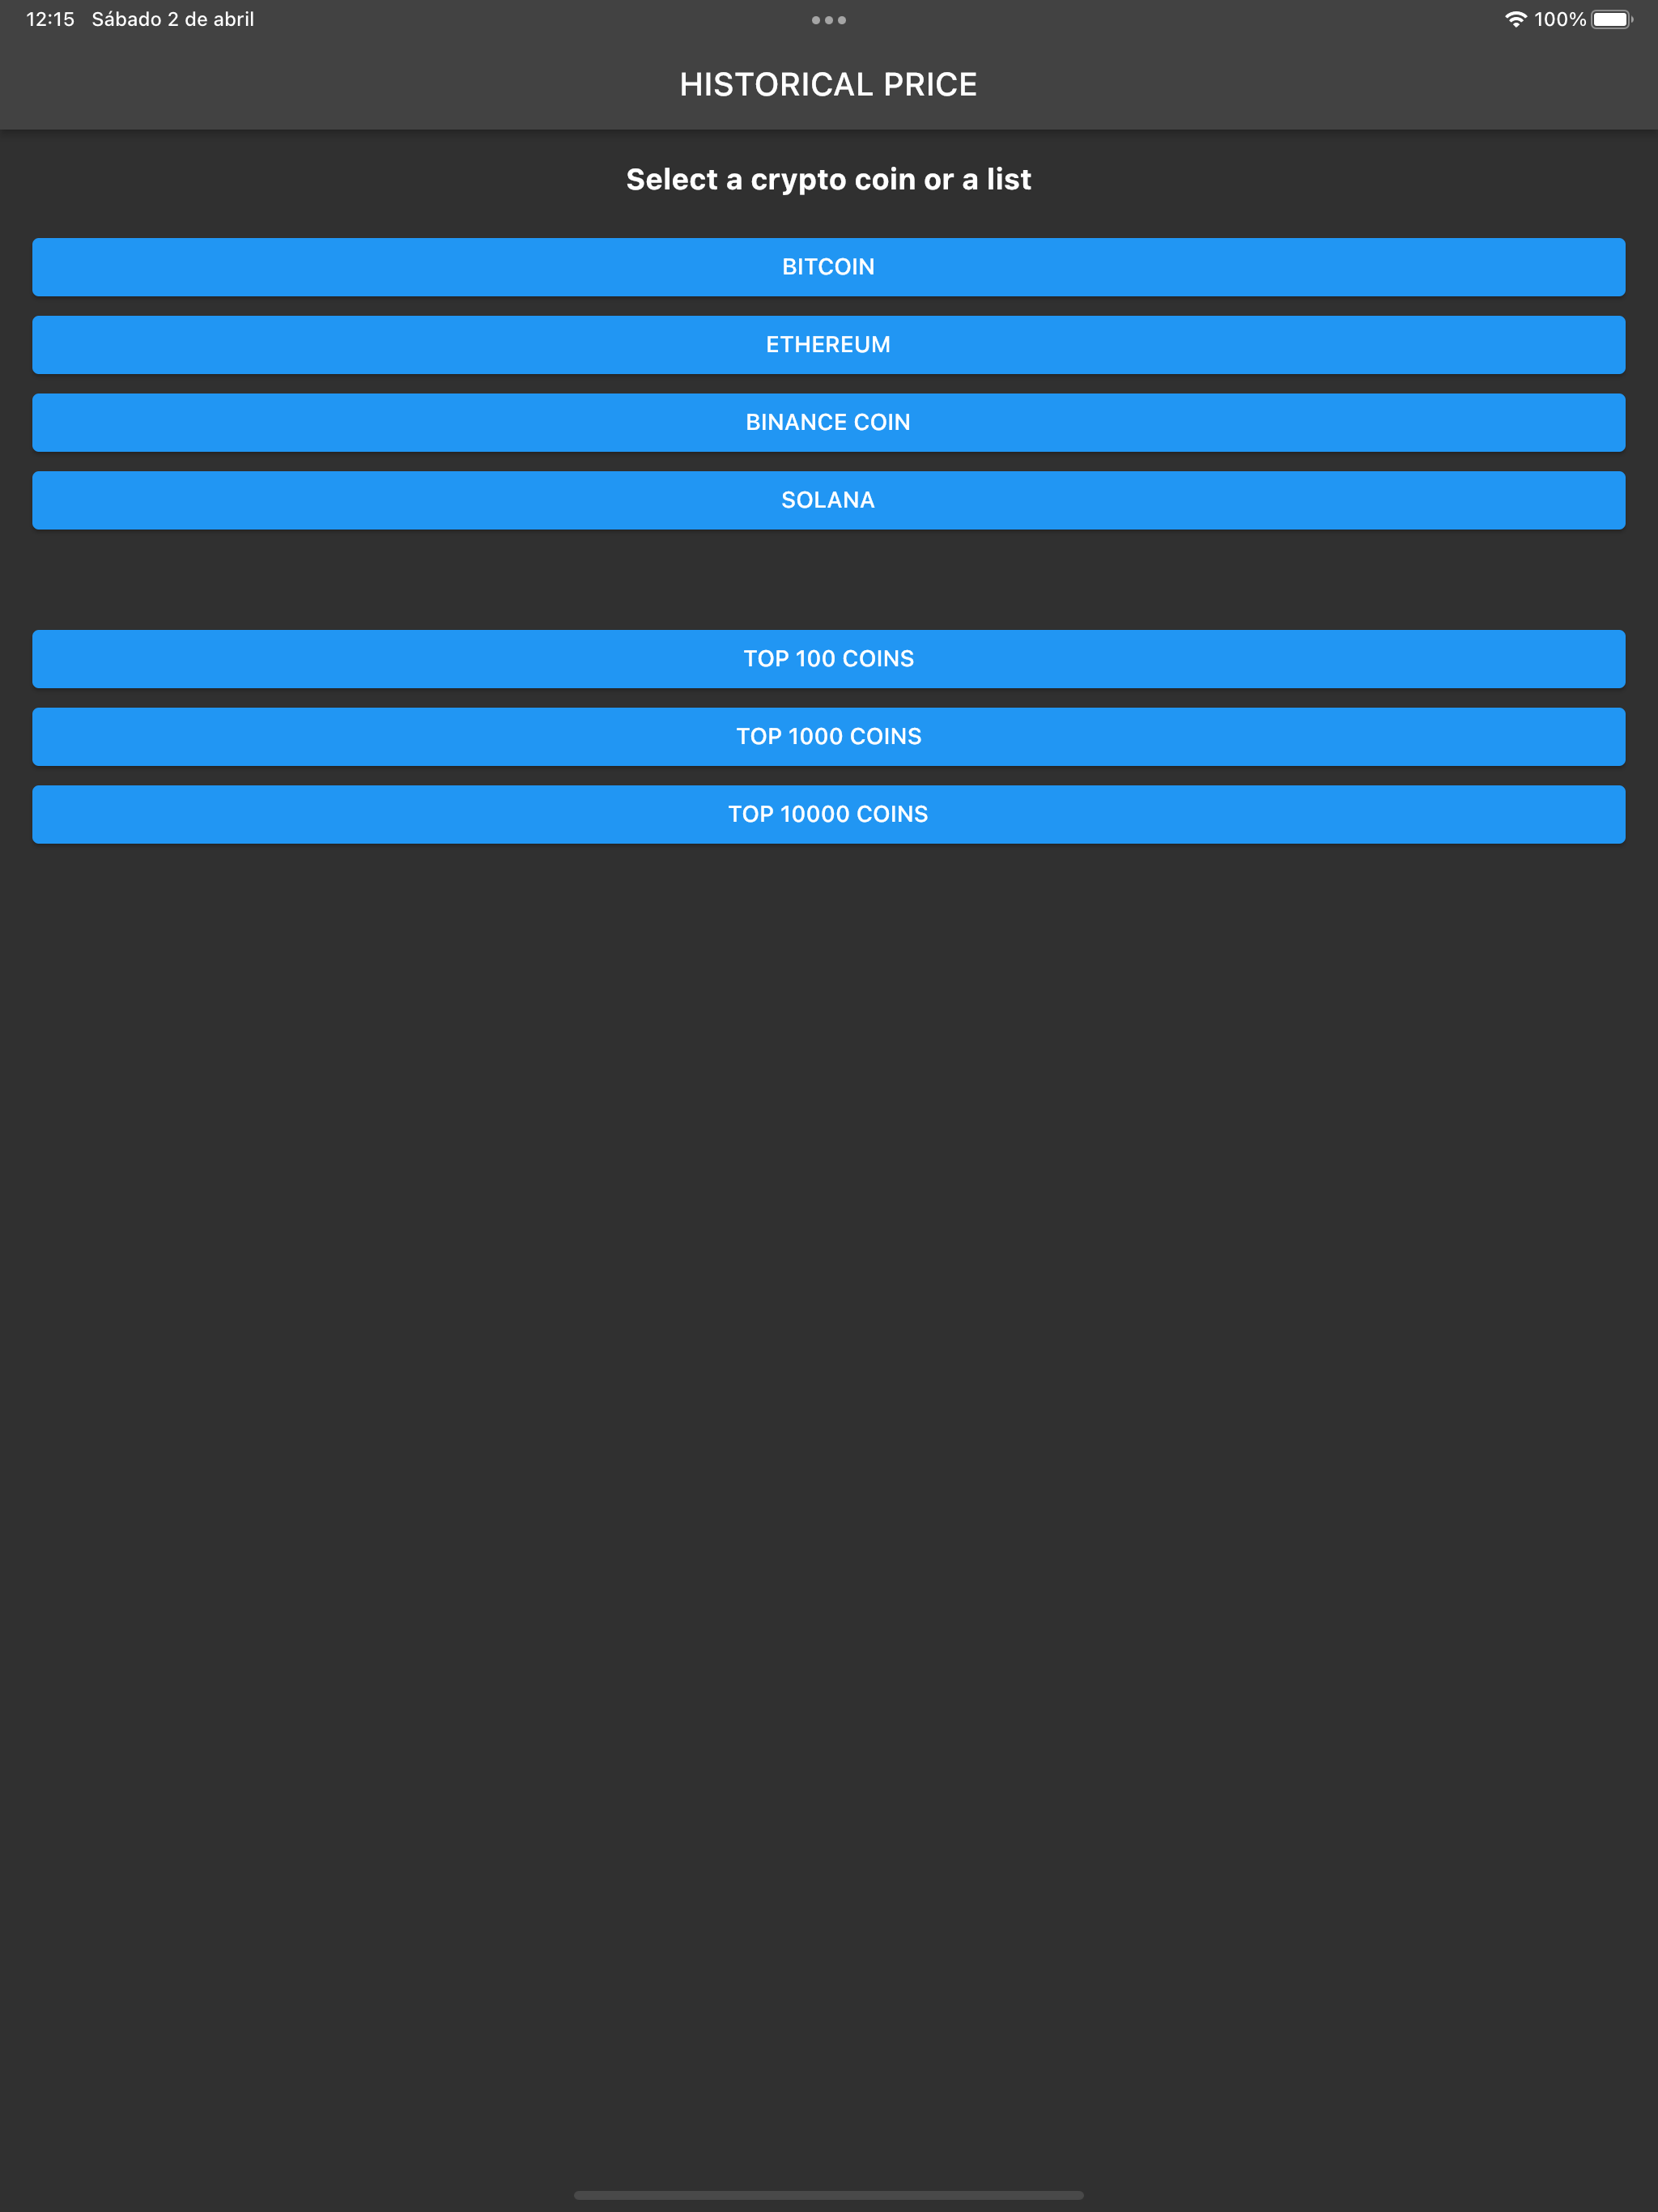 12:15 Sábado 2 de abril 100%
HISTORICAL PRICE
Select a crypto coin or a list
BITCOIN
ETHEREUM
BINANCE COIN
SOLANA
TOP 100 COINS
TOP 1000 COINS
TOP 10000 COINS